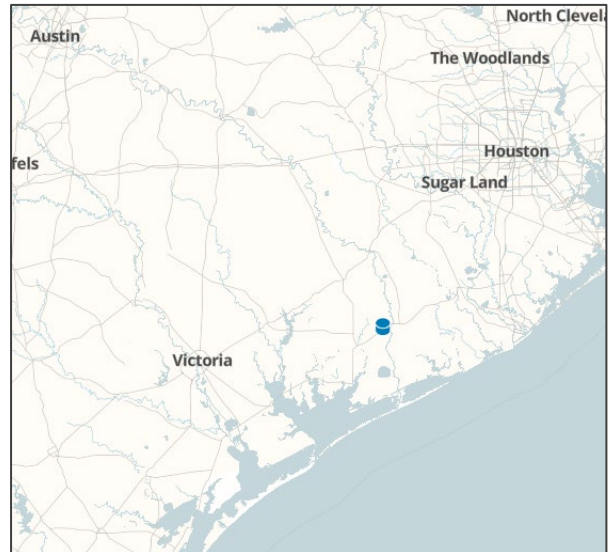 North Clevela
Austin
The Woodlands
Houston
fels
Sugar Land
Victoria